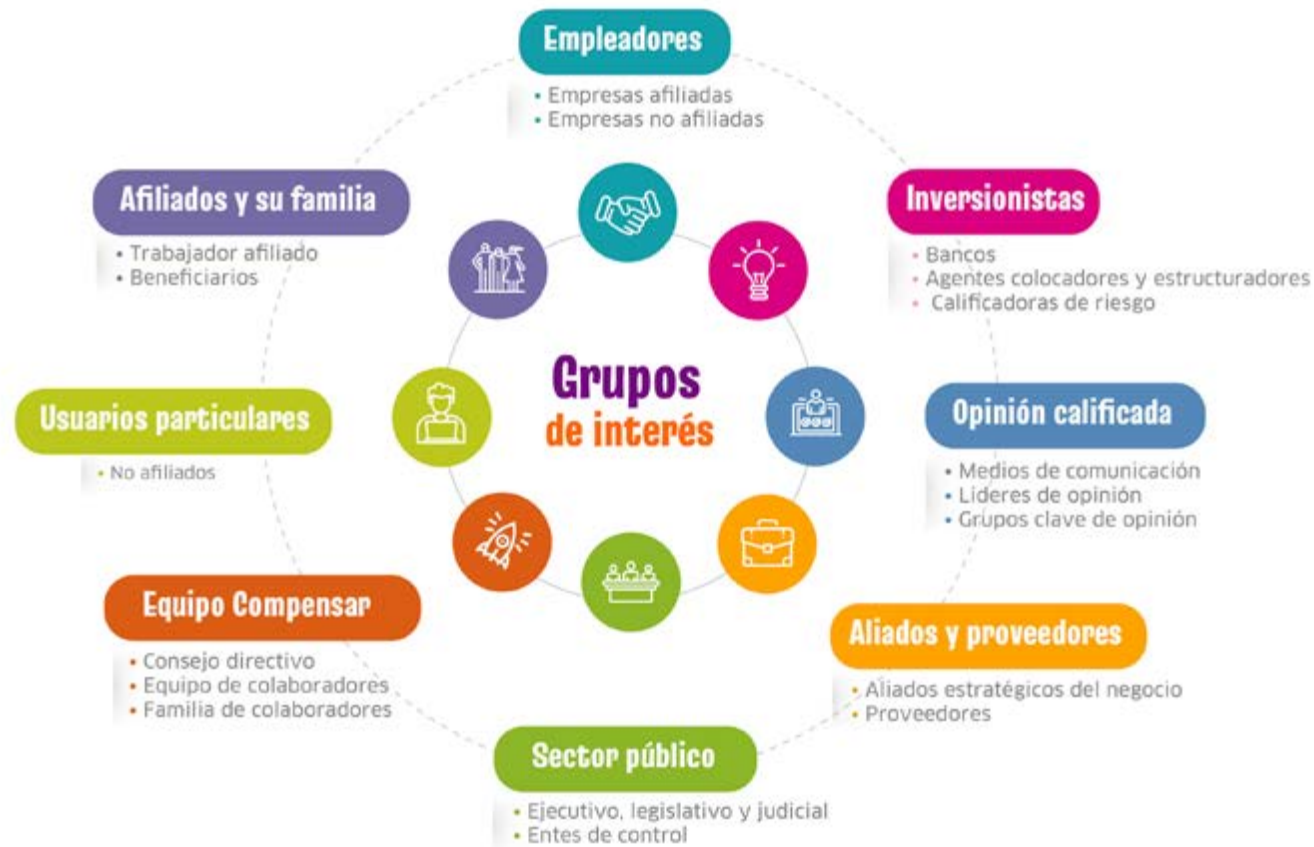 Empleadores
• Empresas afiliadas
• Empresas no afiliadas
Afiliados y su familia
• Trabajador afiliado
• Beneficiarios
Inversionistas
• Bancos
• Agentes colocadores y estructuradores
• Calificadoras de riesgo
Grupos
de interés
Usuarios particulares
• No afiliados
Opinión calificada
• Medios de comunicación
• Lideres de opinión
• Grupos clave de opinión
Equipo Compensar
• Consejo directivo
• Equipo de colaboradores
• Familia de colaboradores
Aliados y proveedores
• Aliados estratégicos del negocio
• Proveedores
Sector público
• Ejecutivo, legislativo y judicial
• Entes de control